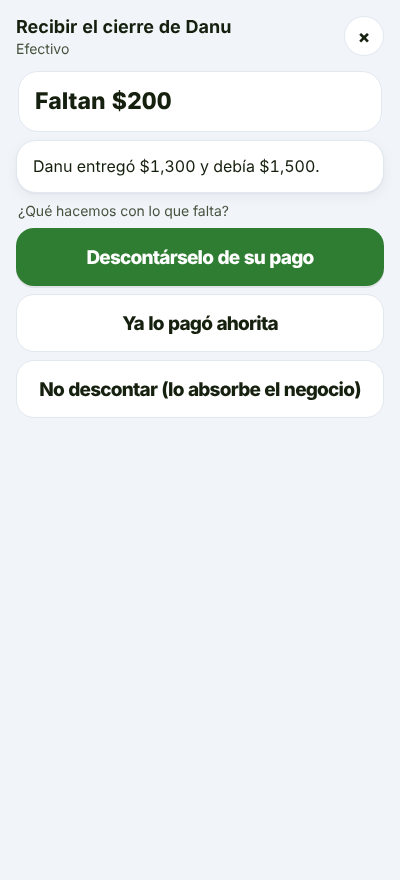 Recibir el cierre de Danu
Efectivo
×
Faltan $200
Danu entregó $1,300 y debía $1,500.
¿Qué hacemos con lo que falta?
Descontárselo de su pago
Ya lo pagó ahorita
No descontar (lo absorbe el negocio)